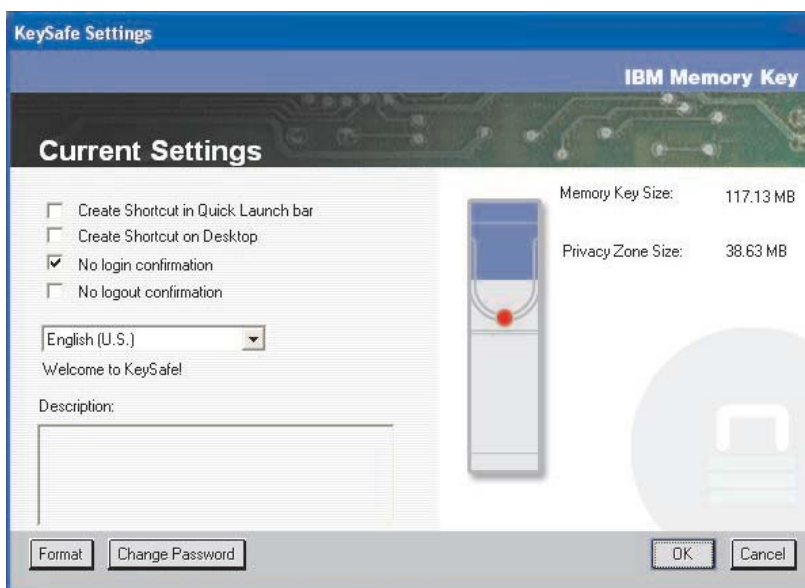 KeySafe Settings
IBM Memory Key
Current Settings
Create Shortcut in Quick Launch bar
Create Shortcut on Desktop
No login confirmation
No logout confirmation
English (U.S.)
Welcome to KeySafe!
Description:
Memory Key Size: 117.13 MB
Privacy Zone Size: 38.63 MB
Format
Change Password
OK
Cancel